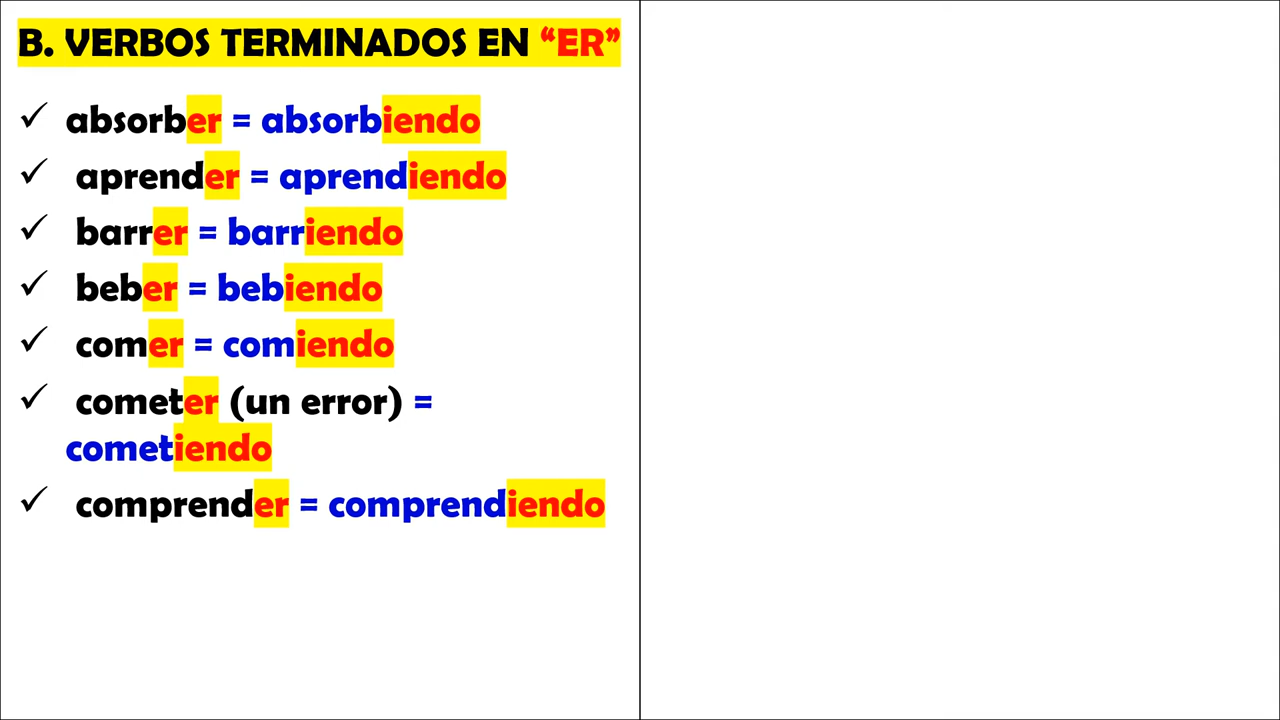 B. VERBOS TERMINADOS EN “ER”
✓ absorber = absorbiendo
✓ aprender = aprendiendo
✓ barrer = barriendo
✓ beber = bebiendo
✓ comer = comiendo
✓ cometer (un error) =
cometiendo
✓ comprender = comprendiendo